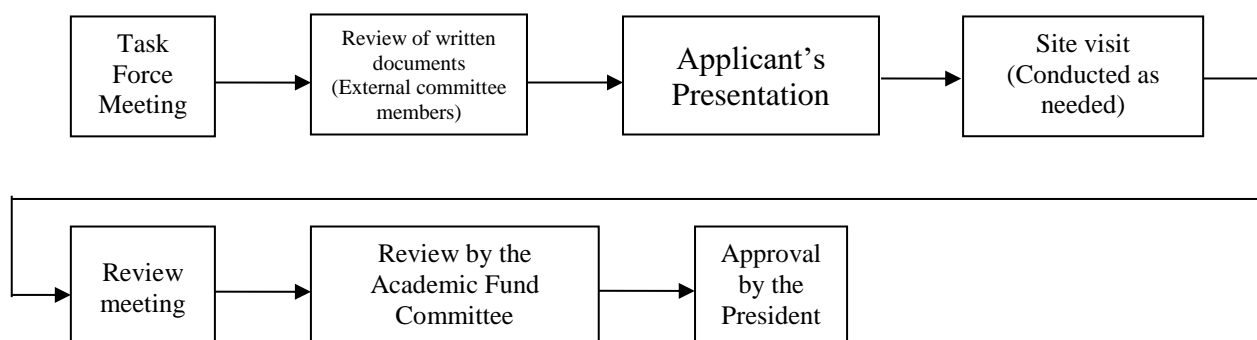 Task
Force
Meeting
Review of written
documents
(External committee
members)
Applicant’s
Presentation
Site visit
(Conducted as
needed)
Review
meeting
Review by the
Academic Fund
Committee
Approval
by the
President